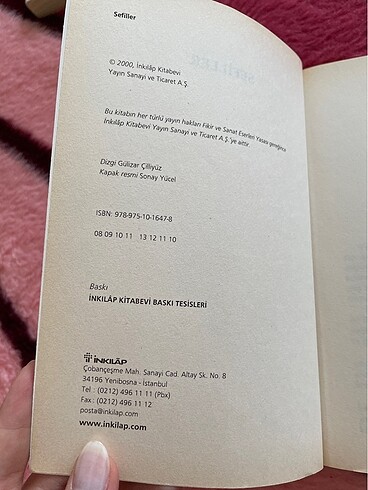 Sefiller
© 2000, İnkılâp Kitabevi
Yayın Sanayi ve Ticaret A.Ş.
Bu kitabın her türlü yayın hakları Fikir ve Sanat Eserleri Yasası gereğince
İnkılâp Kitabevi Yayın Sanayi ve Ticaret A.Ş.'ye aittir.
Dizgi Gülizar Çilliyüz
Kapak resmi Sonay Yücel
ISBN: 978-975-10-1647-8
08 09 10 11 13 12 11 10
Baskı
İNKILÂP KİTABEVİ BASKI TESİSLERİ
İNKILÂP
Çobançeşme Mah. Sanayi Cad. Altay Sk. No. 8
34196 Yenibosna - İstanbul
Tel : (0212) 496 11 11 (Pbx)
Fax : (0212) 496 11 12
posta@inkilap.com
www.inkilap.com